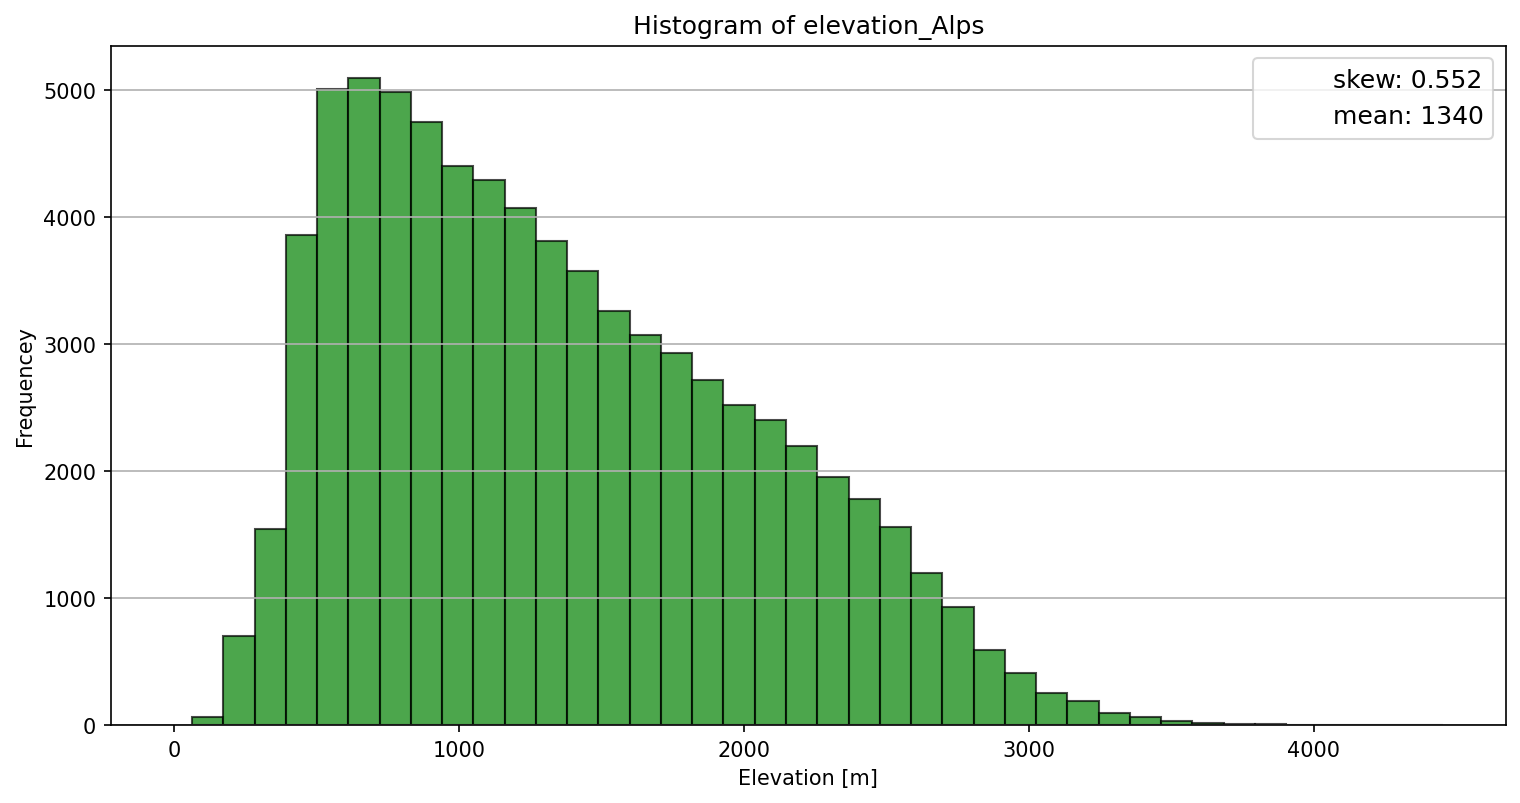 Histogram of elevation_Alps
skew: 0.552
mean: 1340
5000
4000
3000
2000
1000
0
Frequencey
0 1000 2000 3000 4000
Elevation [m]